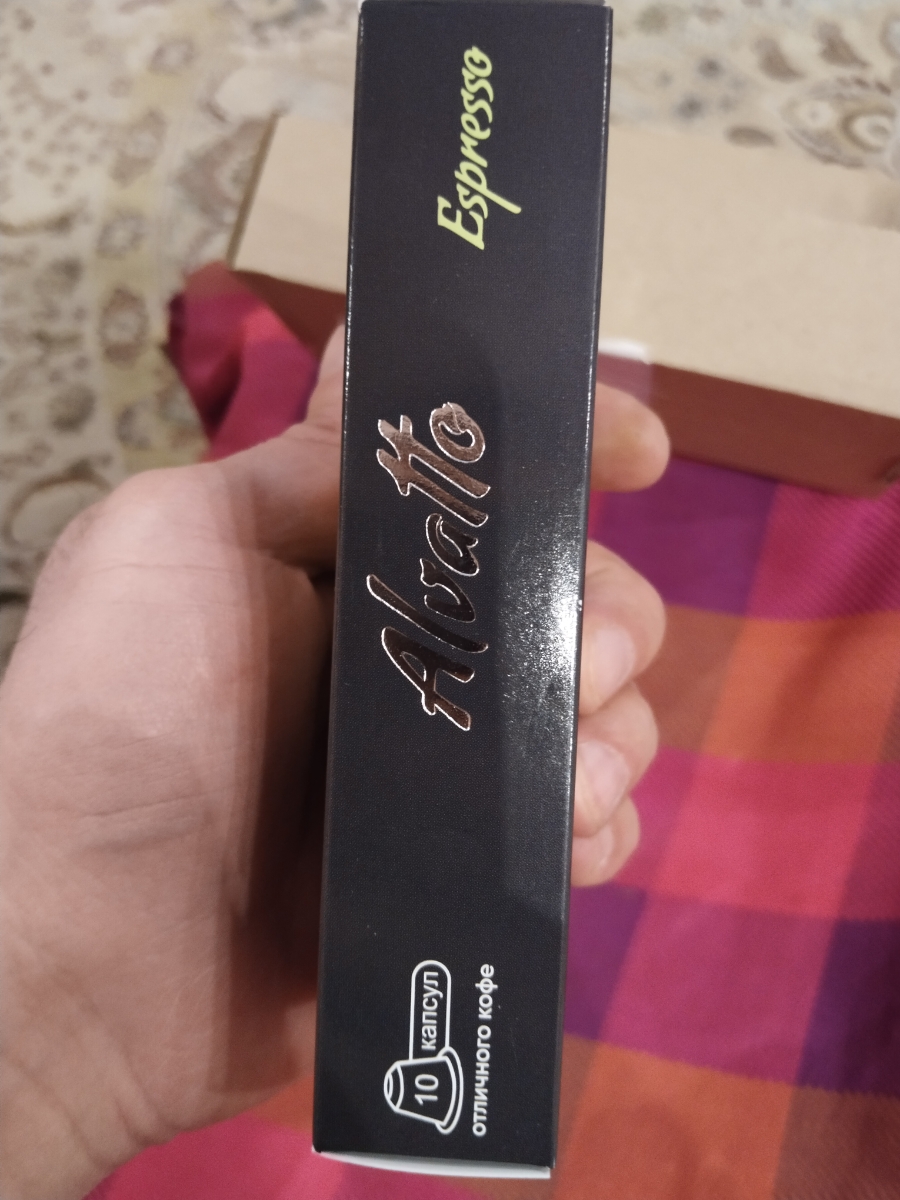 10 капсул
отличного кофе
Alvatto
Espresso